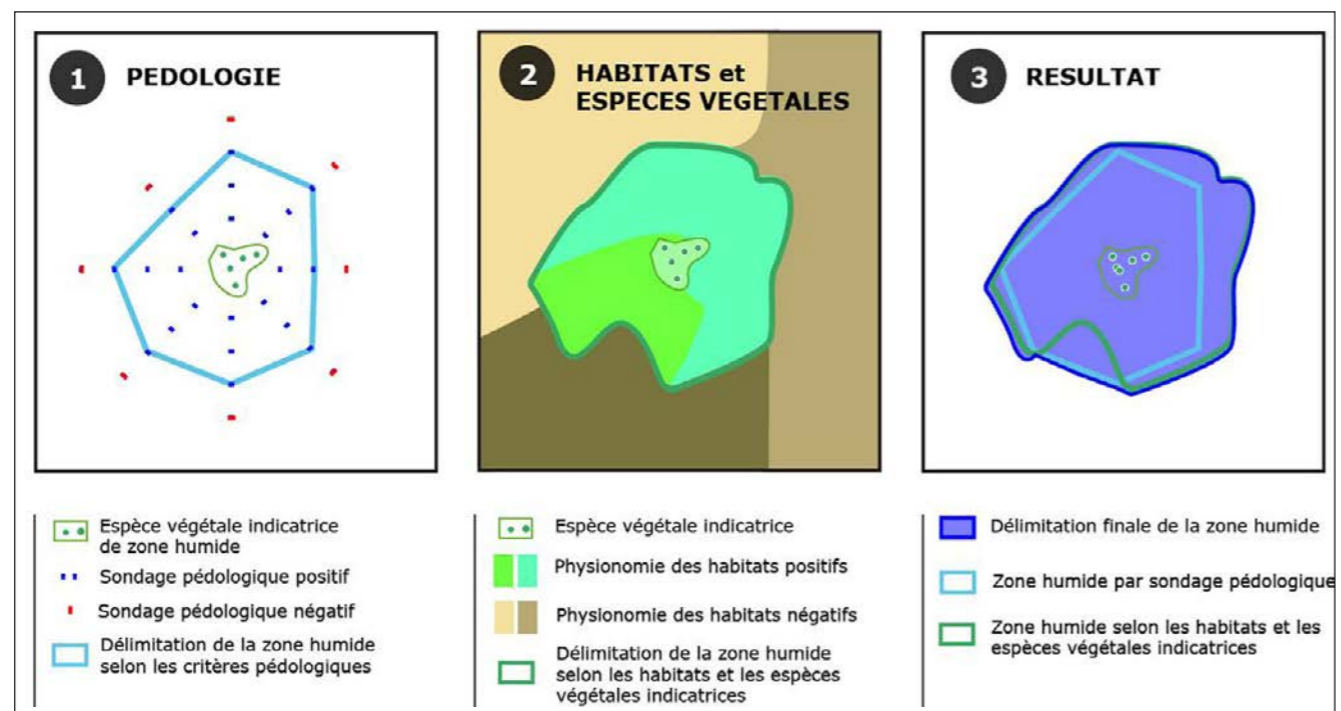 1 PEDOLOGIE
Espèce végétale indicatrice
de zone humide
Sondage pédologique positif
Sondage pédologique négatif
Délimitation de la zone humide
selon les critères pédologiques
2 HABITATS et
ESPECES VEGETALES
Espèce végétale indicatrice
Physionomie des habitats positifs
Physionomie des habitats négatifs
Délimitation de la zone humide
selon les habitats et les espèces
végétales indicatrices
3 RESULTAT
Délimitation finale de la zone humide
Zone humide par sondage pédologique
Zone humide selon les habitats et les
espèces végétales indicatrices